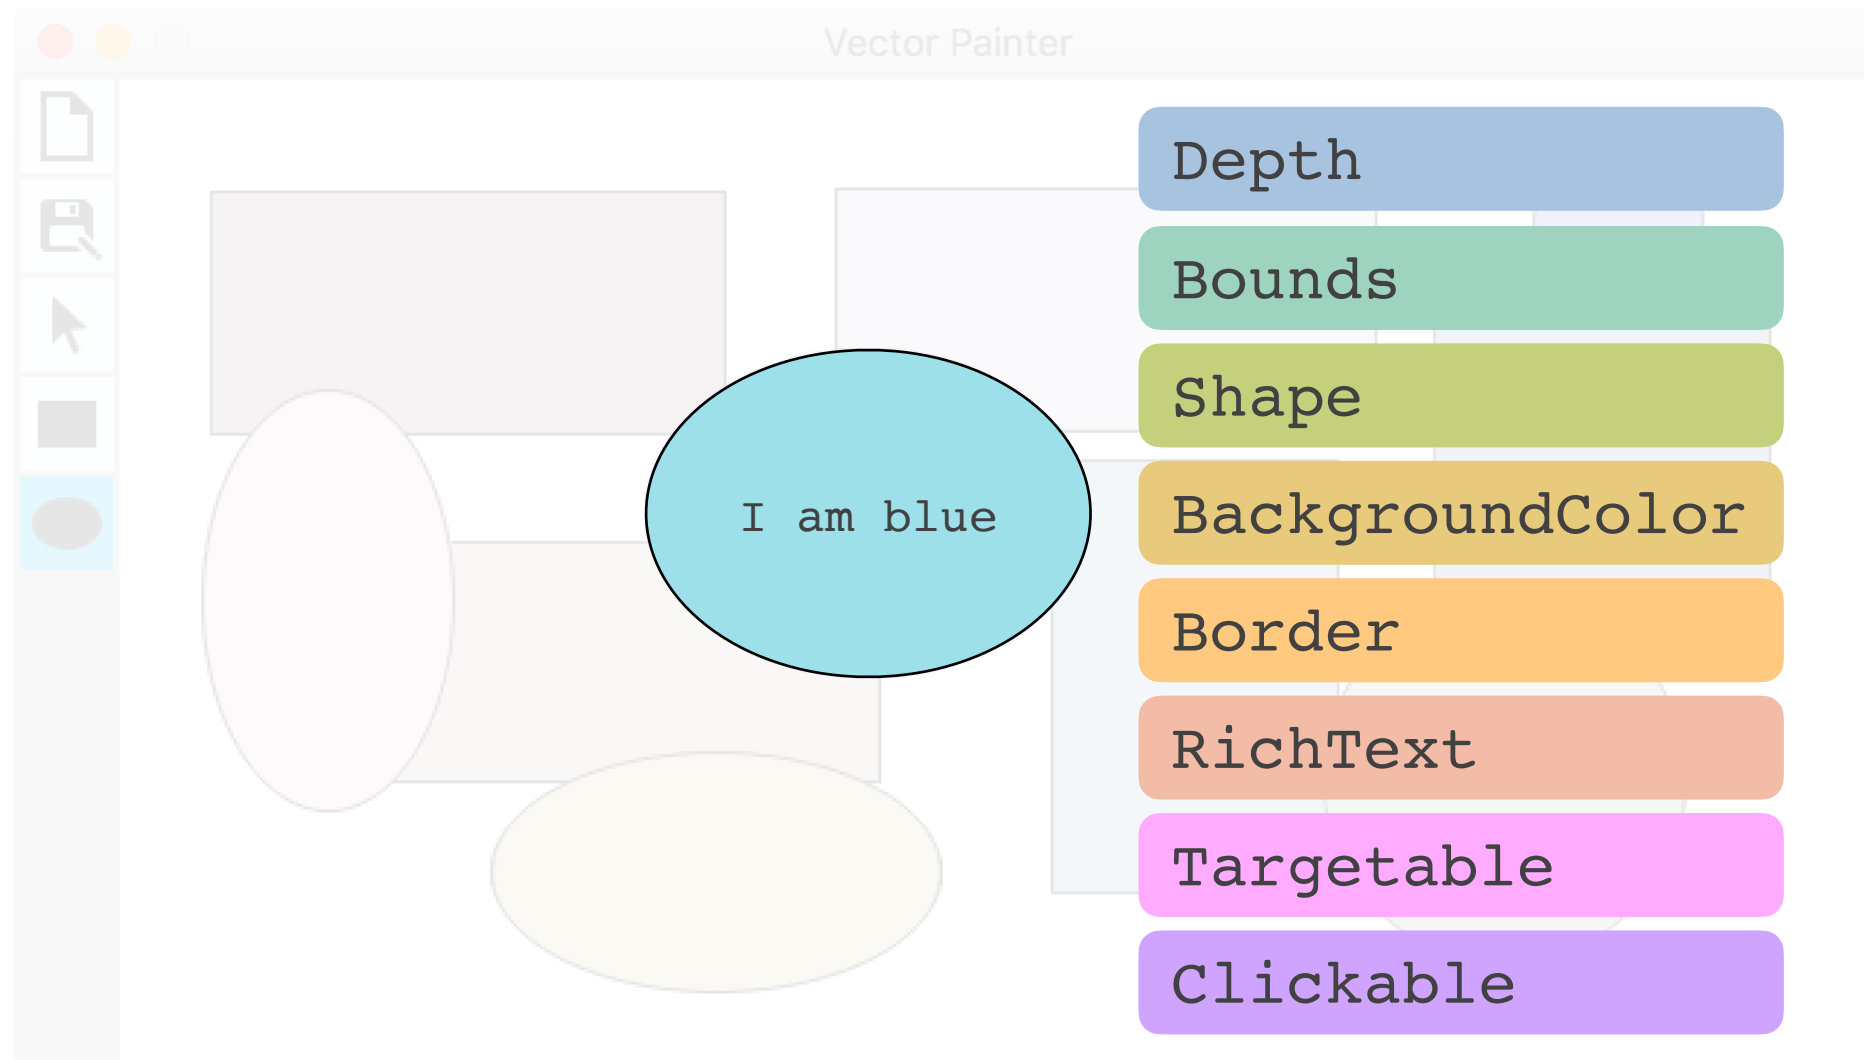 Vector Painter
Depth
Bounds
Shape
I am blue
BackgroundColor
Border
RichText
Targetable
Clickable